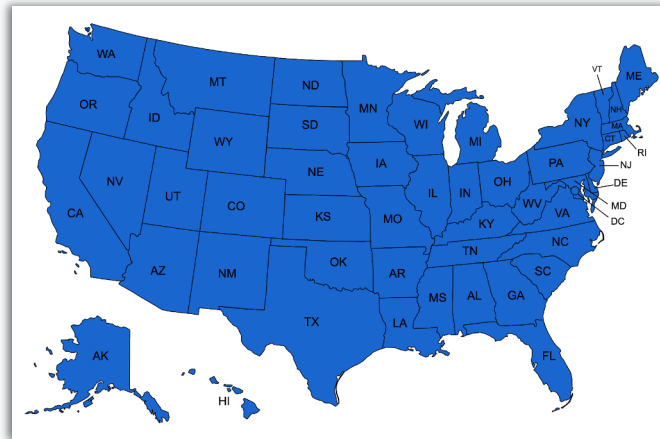 WA
MT
ND
MN
VT
ME
OR
ID
SD
WI
NH
NY
MA
WY
MI
CT
RI
IA
PA
NJ
NE
NV
UT
IL
IN
OH
DE
CO
MD
CA
KS
MO
WV
VA
DC
KY
NC
TN
OK
AZ
NM
AR
SC
MS
AL
GA
TX
LA
AK
FL
HI